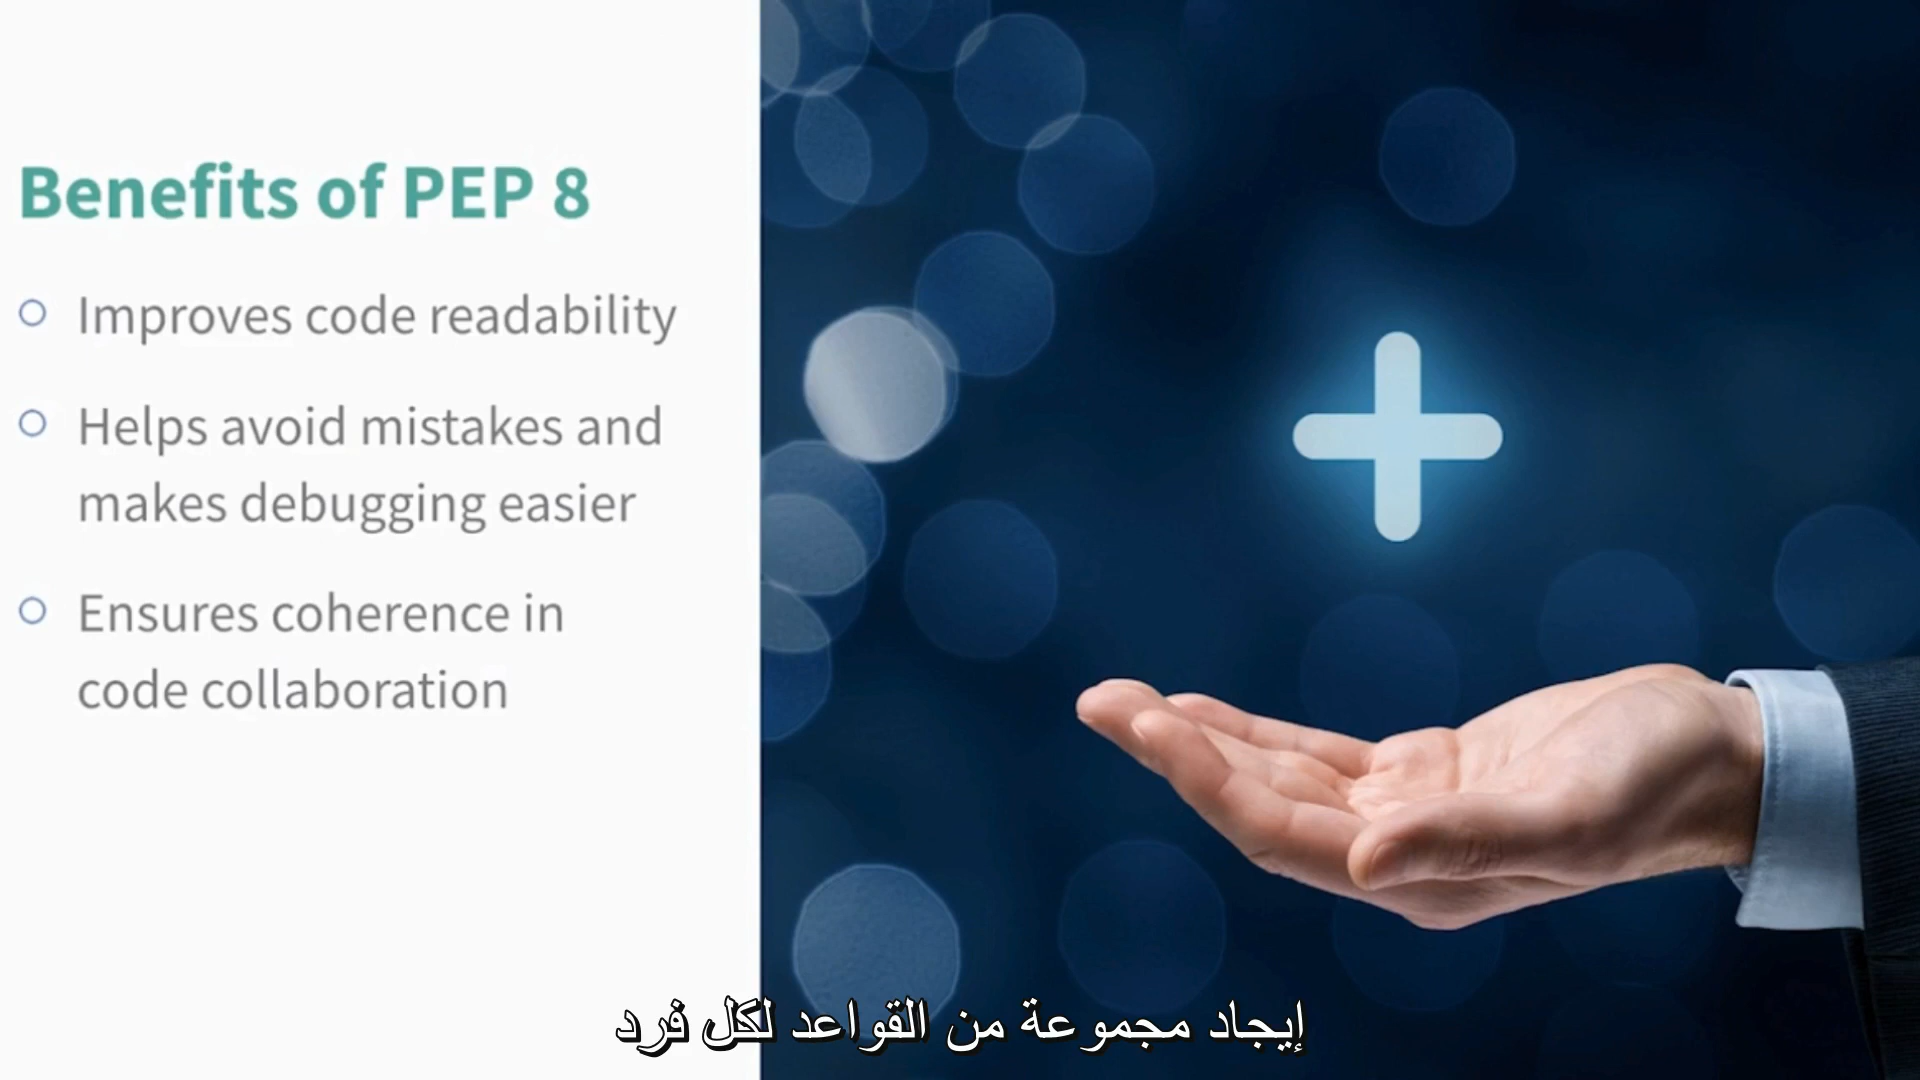 Benefits of PEP 8
Improves code readability
Helps avoid mistakes and
makes debugging easier
Ensures coherence in
code collaboration
إيجاد مجموعة من القواعد لكل فرد